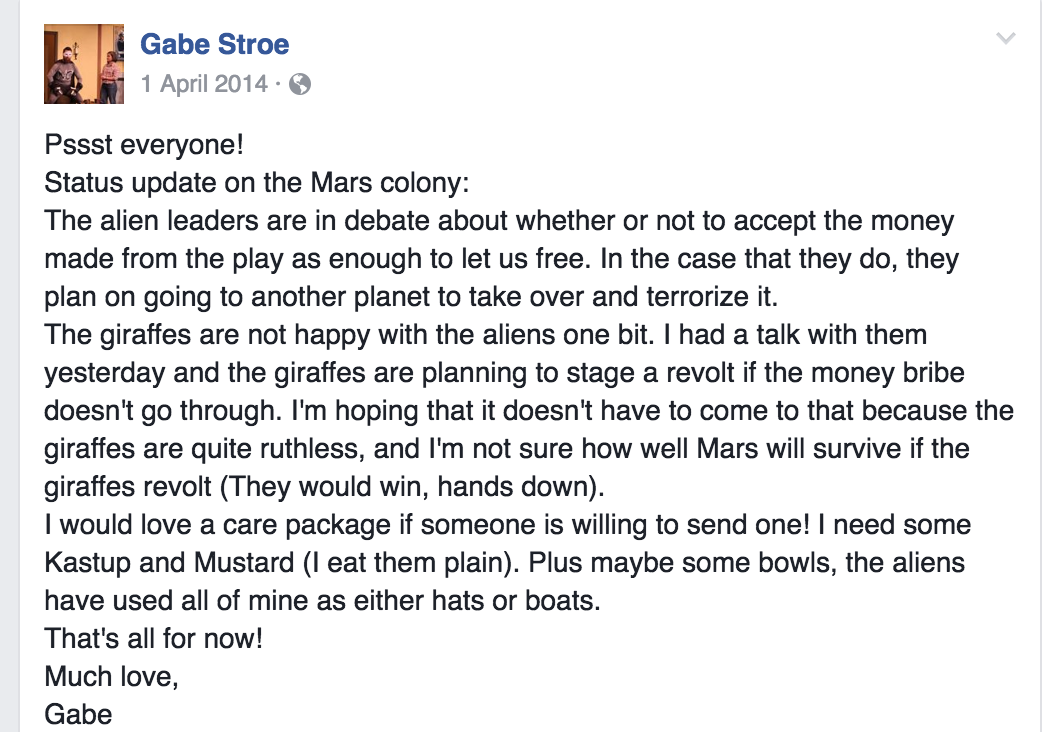 Gabe Stroe
1 April 2014 ·
Pssst everyone!
Status update on the Mars colony:
The alien leaders are in debate about whether or not to accept the money
made from the play as enough to let us free. In the case that they do, they
plan on going to another planet to take over and terrorize it.
The giraffes are not happy with the aliens one bit. I had a talk with them
yesterday and the giraffes are planning to stage a revolt if the money bribe
doesn't go through. I'm hoping that it doesn't have to come to that because the
giraffes are quite ruthless, and I'm not sure how well Mars will survive if the
giraffes revolt (They would win, hands down).
I would love a care package if someone is willing to send one! I need some
Kastup and Mustard (I eat them plain). Plus maybe some bowls, the aliens
have used all of mine as either hats or boats.
That's all for now!
Much love,
Gabe